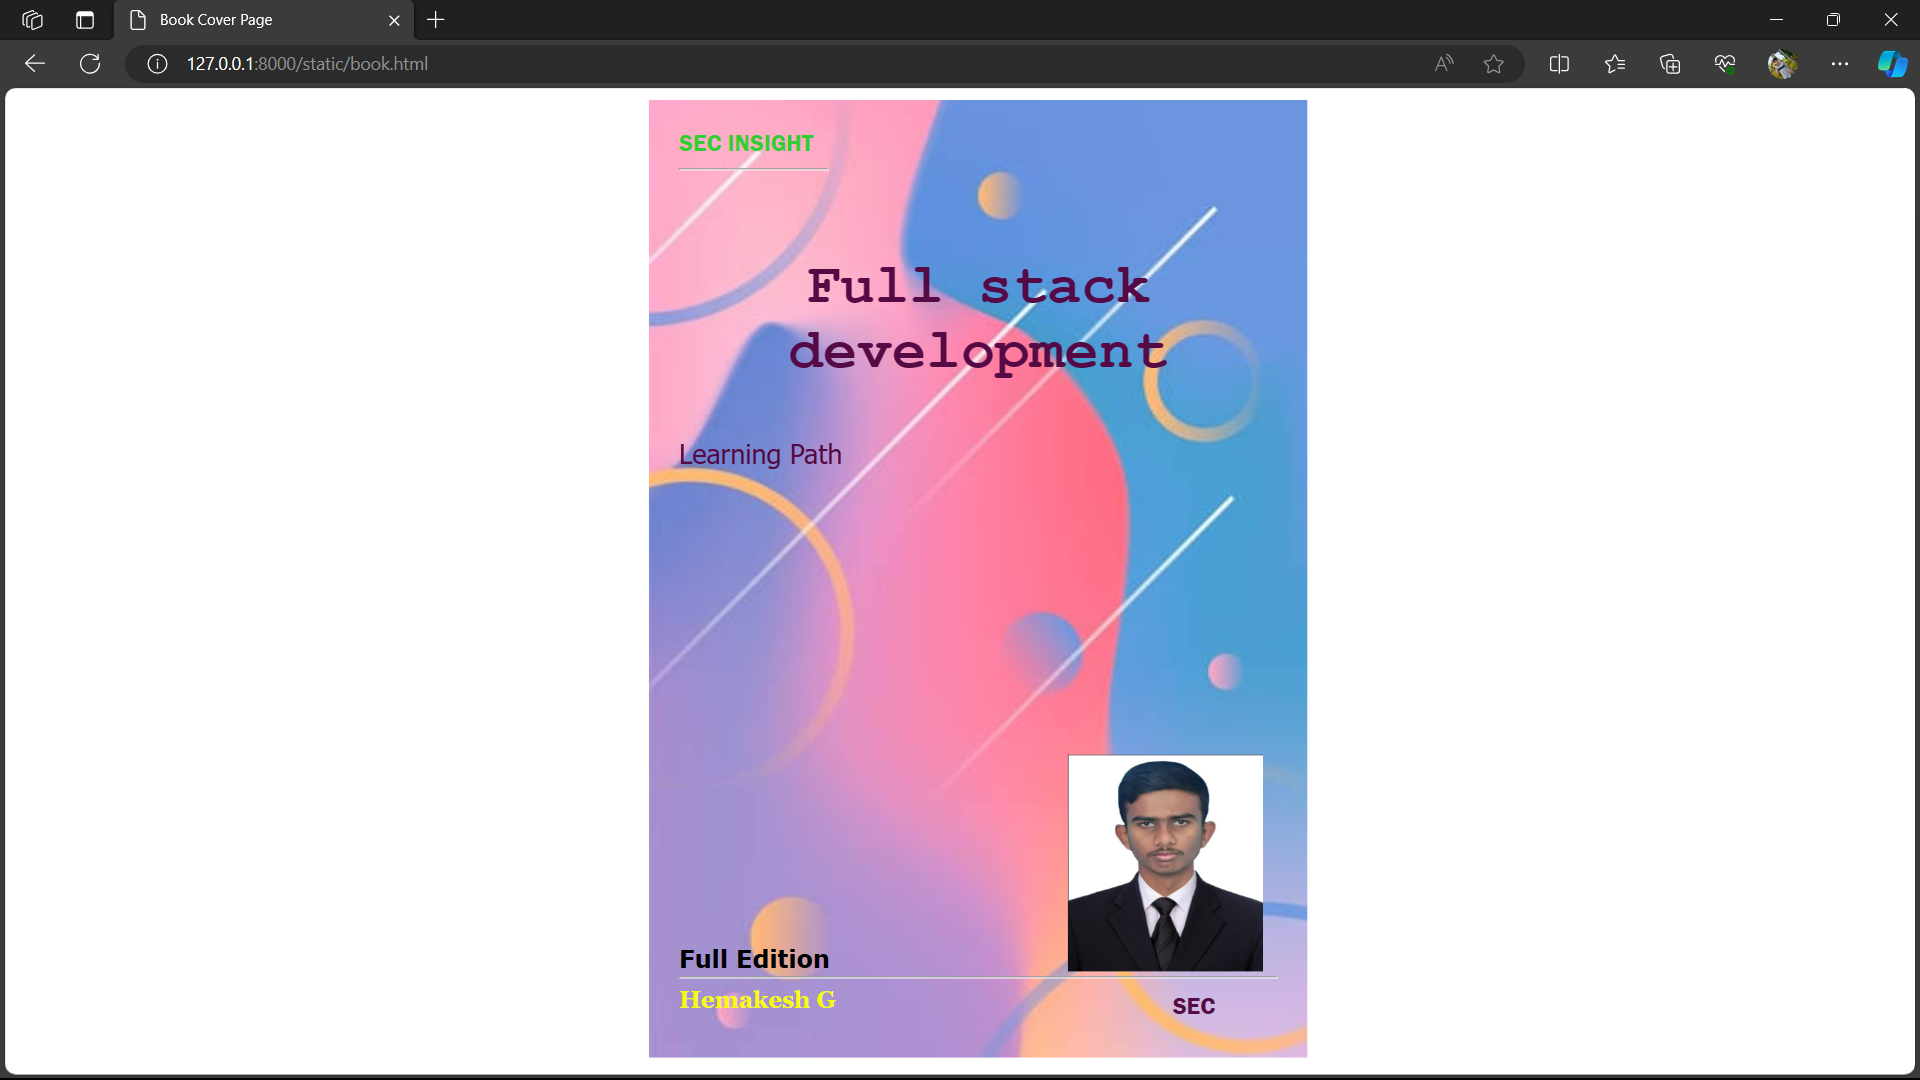 Book Cover Page
127.0.0.1:8000/static/book.html
SEC INSIGHT
Full stack
development
Learning Path
Full Edition
Hemakesh G
SEC